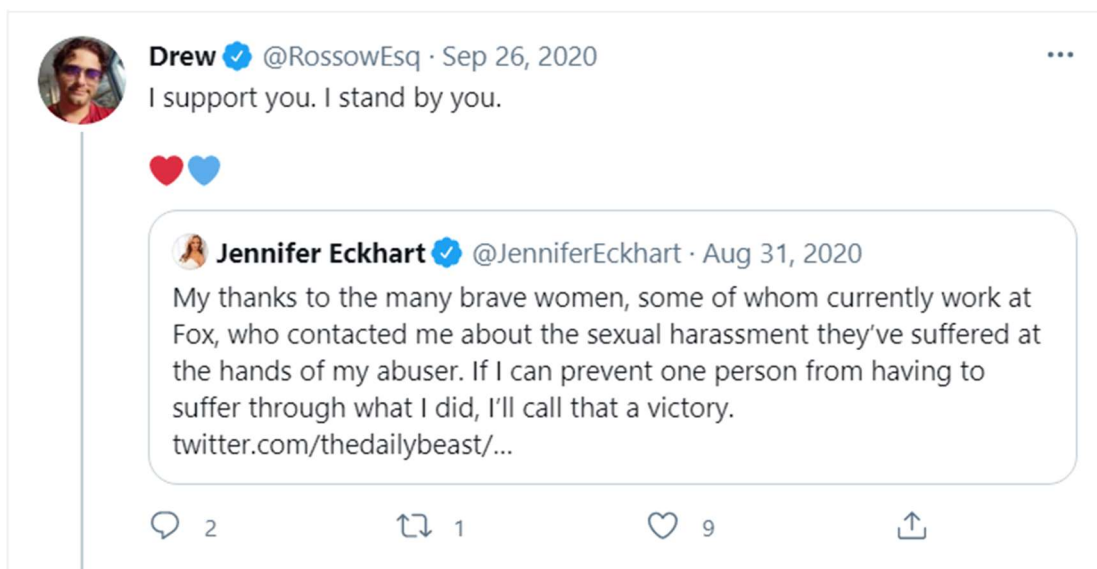 Drew @RossowEsq · Sep 26, 2020
I support you. I stand by you.
❤️💙
Jennifer Eckhart @JenniferEckhart · Aug 31, 2020
My thanks to the many brave women, some of whom currently work at
Fox, who contacted me about the sexual harassment they’ve suffered at
the hands of my abuser. If I can prevent one person from having to
suffer through what I did, I’ll call that a victory.
twitter.com/thedailybeast/...
2 1 9